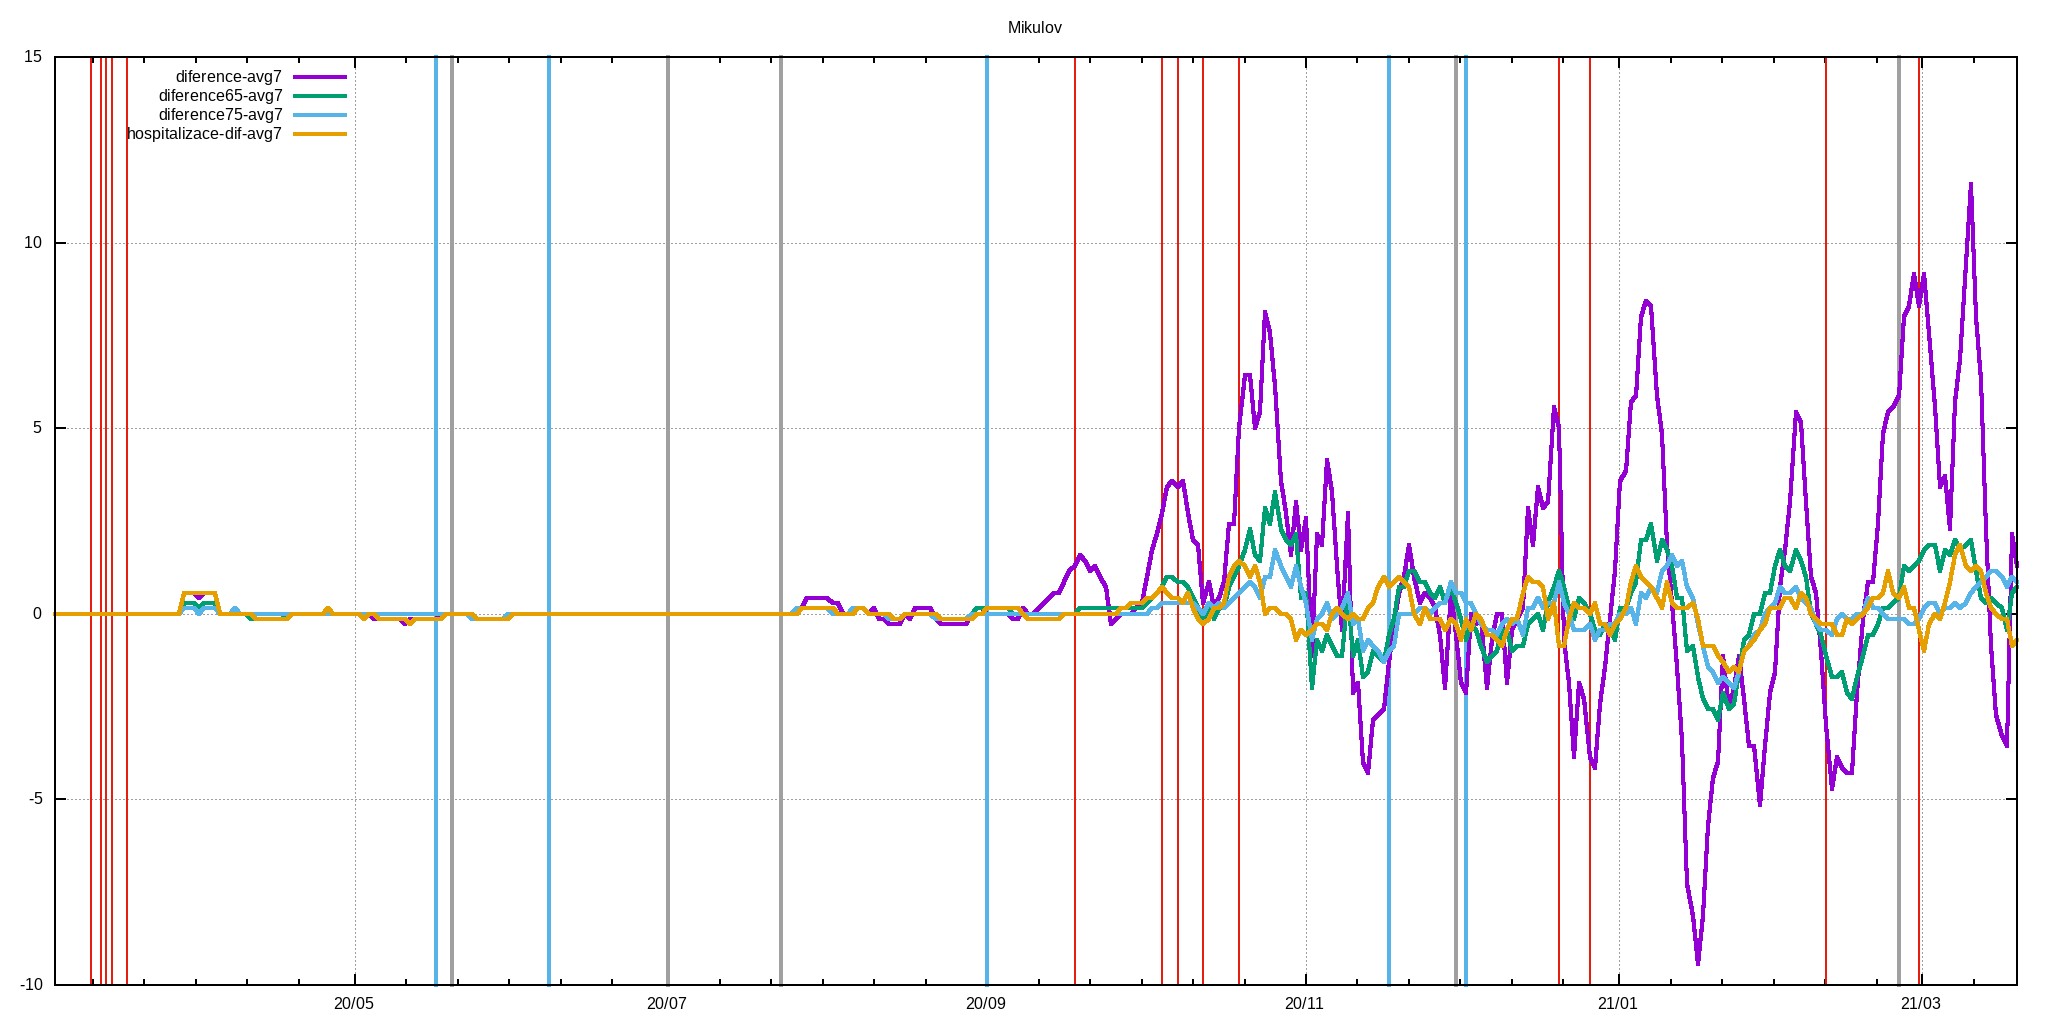 Mikulov
15
diference-avg7
diference65-avg7
diference75-avg7
hospitalizace-dif-avg7
10
5
0
-5
-10
20/05 20/07 20/09 20/11 21/01 21/03